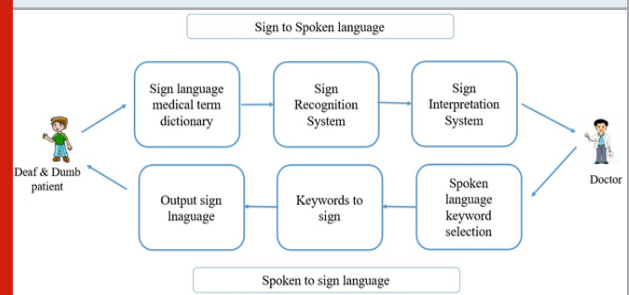 Sign to Spoken language
Sign language
medical term
dictionary
Sign
Recognition
System
Sign
Interpretation
System
Deaf & Dumb
patient
Doctor
Output sign
lnaguage
Keywords to
sign
Spoken
language
keyword
selection
Spoken to sign language